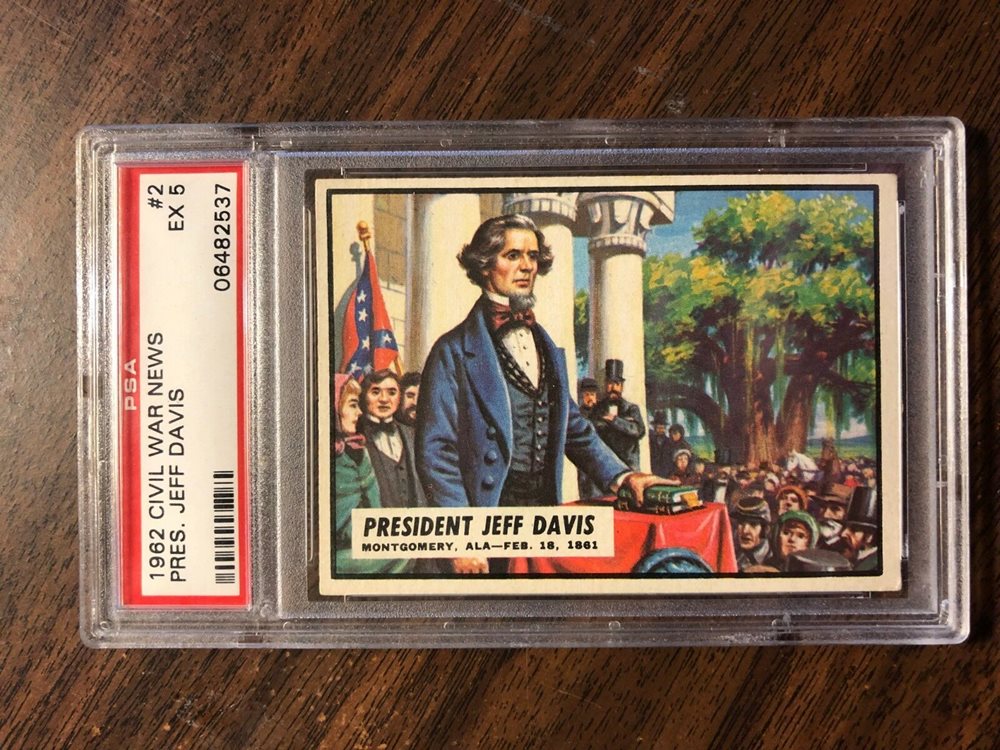 1962 CIVIL WAR NEWS
PRES. JEFF DAVIS
#2
EX 5
06482537
PSA
PRESIDENT JEFF DAVIS
MONTGOMERY, ALA—FEB. 18, 1861